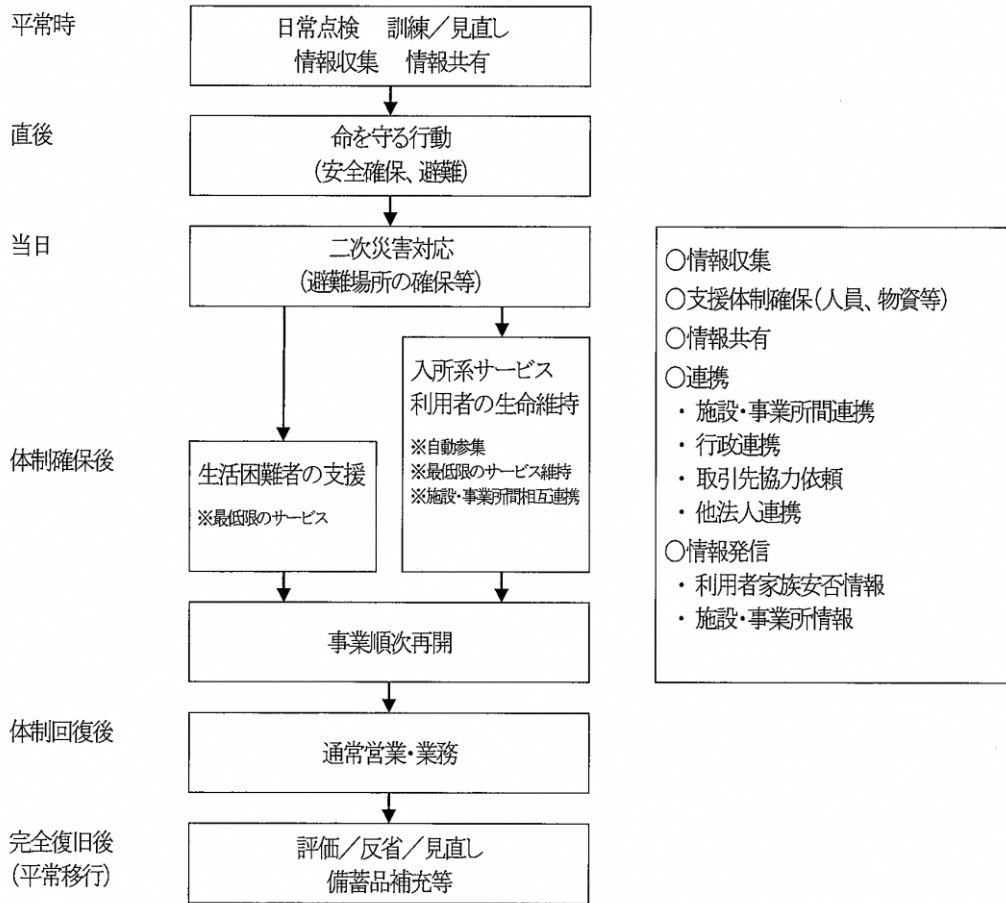 平常時
日常点検　訓練／見直し
情報収集　情報共有
直後
命を守る行動
(安全確保、避難)
当日
二次災害対応
(避難場所の確保等)
入所系サービス
利用者の生命維持
※自動参集
※最低限のサービス維持
※施設・事業所間相互連携
体制確保後
生活困難者の支援
※最低限のサービス
事業順次再開
体制回復後
通常営業・業務
完全復旧後
(平常移行)
評価／反省／見直し
備蓄品補充等
○情報収集
○支援体制確保(人員、物資等)
○情報共有
○連携
・ 施設・事業所間連携
・ 行政連携
・ 取引先協力依頼
・ 他法人連携
○情報発信
・ 利用者家族安否情報
・ 施設・事業所情報